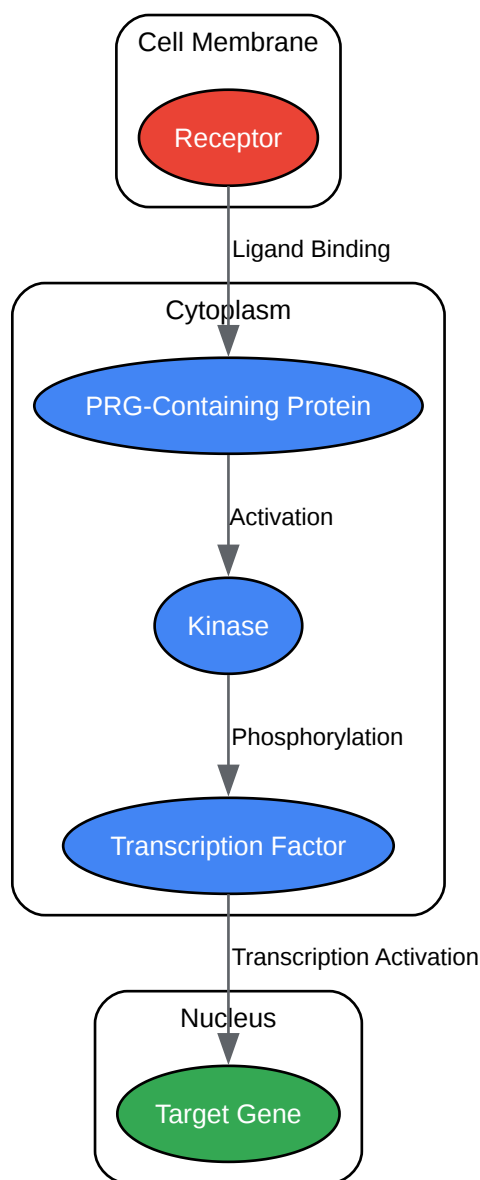 Cell Membrane
Receptor
Ligand Binding
Cytoplasm
PRG-Containing Protein
Activation
Kinase
Phosphorylation
Transcription Factor
Transcription Activation
Nucleus
Target Gene